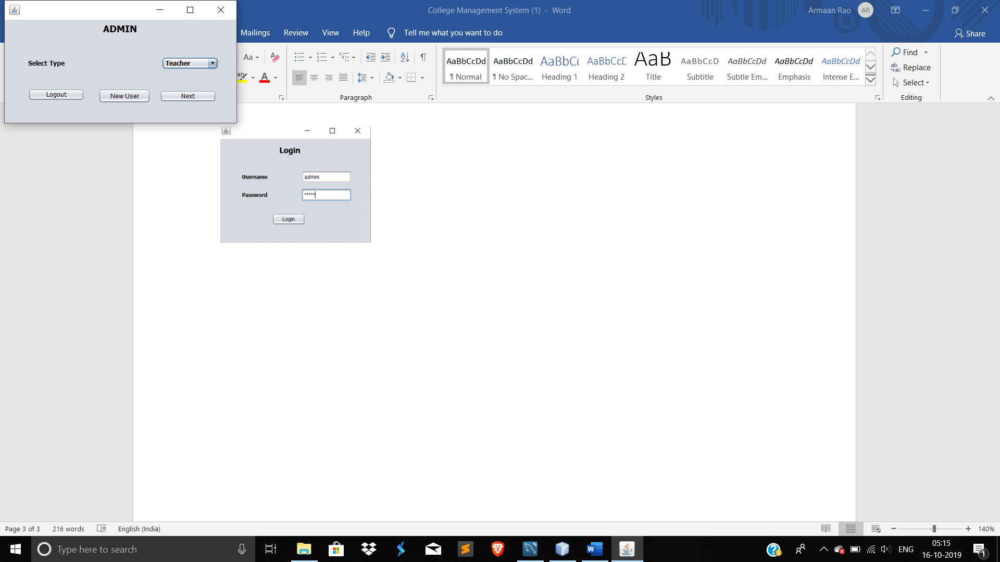 College Management System (1) - Word
Armaan Rao
AR
ADMIN
Select Type
Teacher
Logout
New User
Next
Mailings
Review
View
Help
Tell me what you want to do
Share
Aa
AaBbCcDd
¶ Normal
AaBbCcDd
¶ No Spac...
AaBbCc
Heading 1
AaBbCcE
Heading 2
AaB
Title
AaBbCcD
Subtitle
AaBbCcDd
Subtle Em...
AaBbCcDd
Emphasis
AaBbCcDd
Intense E...
Find
Replace
Select
Paragraph
Styles
Editing
Login
Username
admin
Password
*****
Login
Page 3 of 3
216 words
English (India)
140%
Type here to search
ENG
05:15
16-10-2019
1